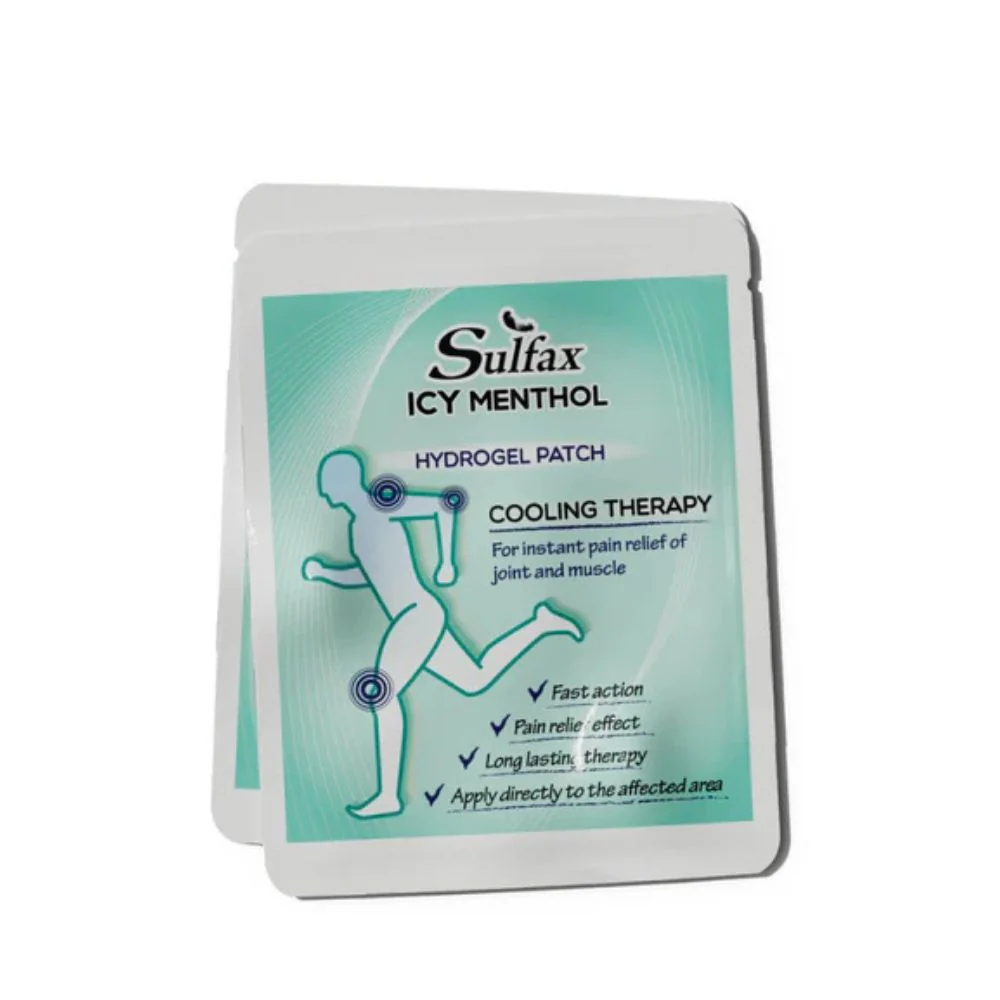 Sulfax
ICY MENTHOL
HYDROGEL PATCH
COOLING THERAPY
For instant pain relief of
joint and muscle
Fast action
Pain relief effect
Long lasting therapy
Apply directly to the affected area